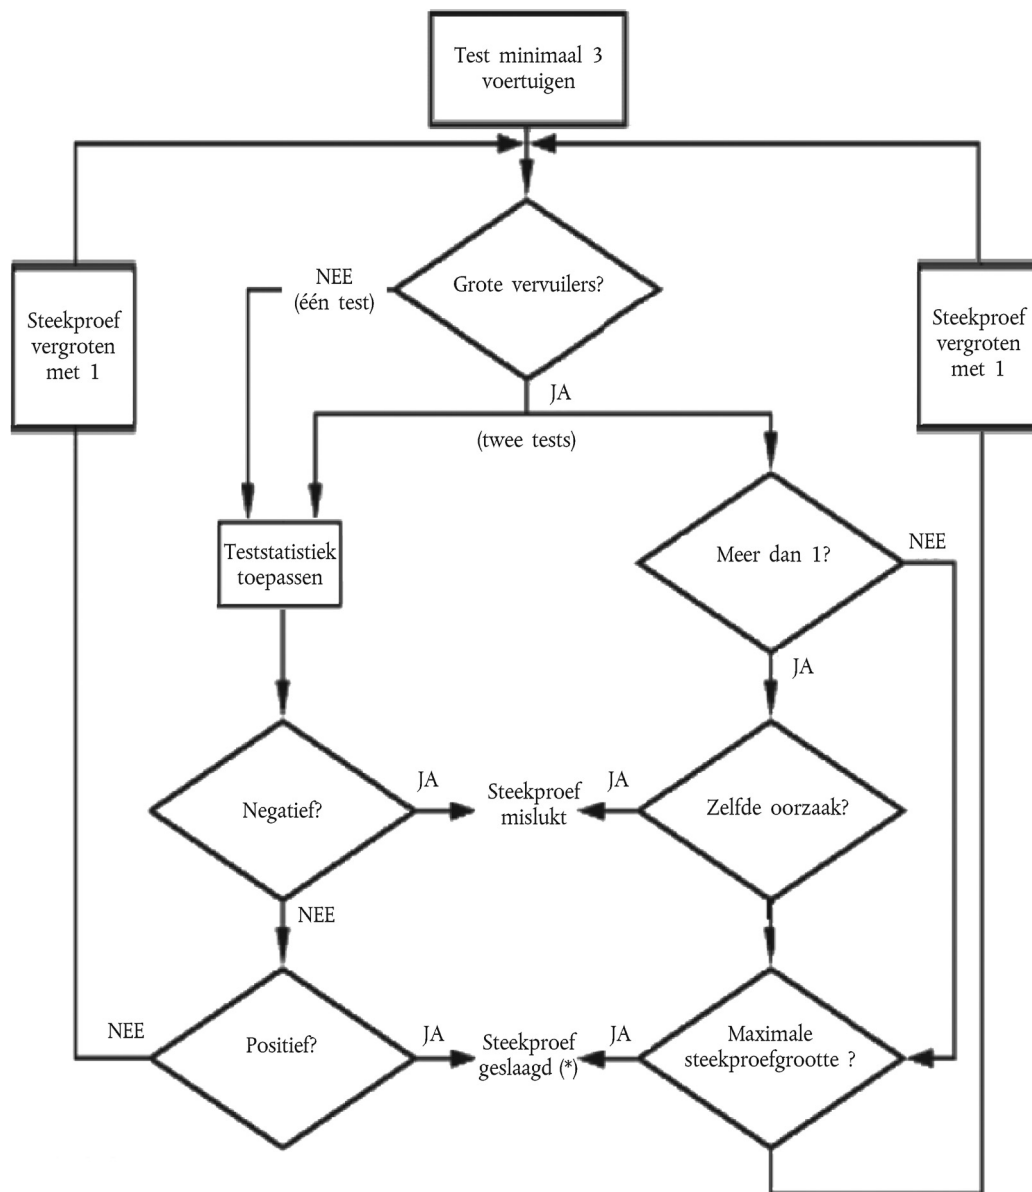 Test minimaal 3
voertuigen
NEE
(één test)
Grote vervuilers?
Steekproef
vergroten
met 1
Steekproef
vergroten
met 1
JA
(twee tests)
Teststatistiek
toepassen
Meer dan 1?
NEE
JA
Negatief?
JA
Steekproef
mislukt
JA
Zelfde oorzaak?
NEE
NEE
Positief?
JA
Steekproef
geslaagd (*)
JA
Maximale
steekproefgrootte ?